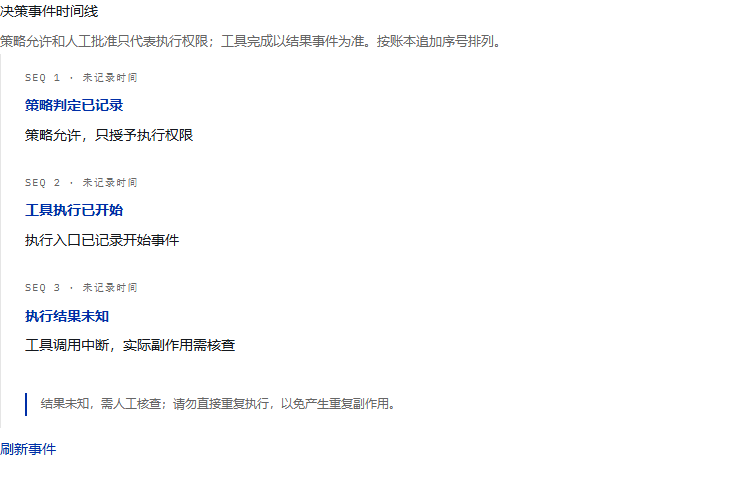 决策事件时间线
策略允许和人工批准只代表执行权限；工具完成以结果事件为准。按账本追加序号排列。
SEQ 1 · 未记录时间
策略判定已记录
策略允许，只授予执行权限
SEQ 2 · 未记录时间
工具执行已开始
执行入口已记录开始事件
SEQ 3 · 未记录时间
执行结果未知
工具调用中断，实际副作用需核查
结果未知，需人工核查；请勿直接重复执行，以免产生重复副作用。
刷新事件